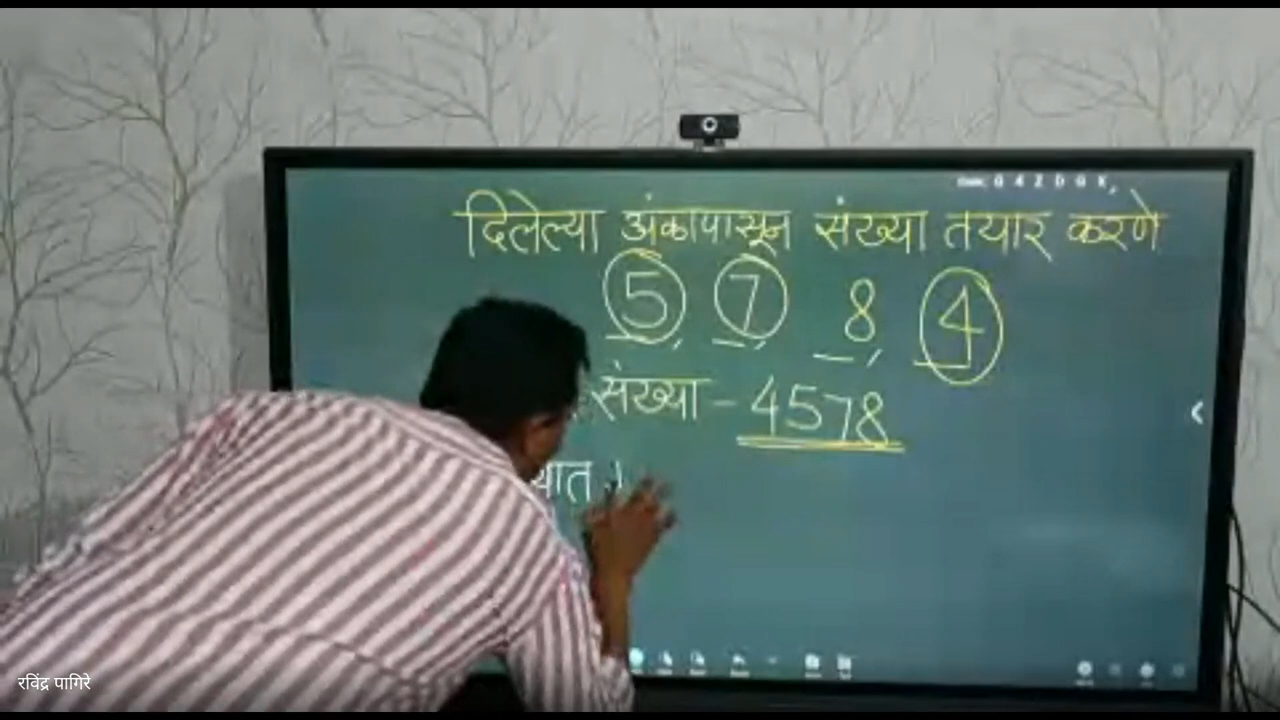 दिलेल्या अंकापासून संख्या तयार करणे
5, 7, 8, 4
संख्या - 4578
रविंद्र पागिरे